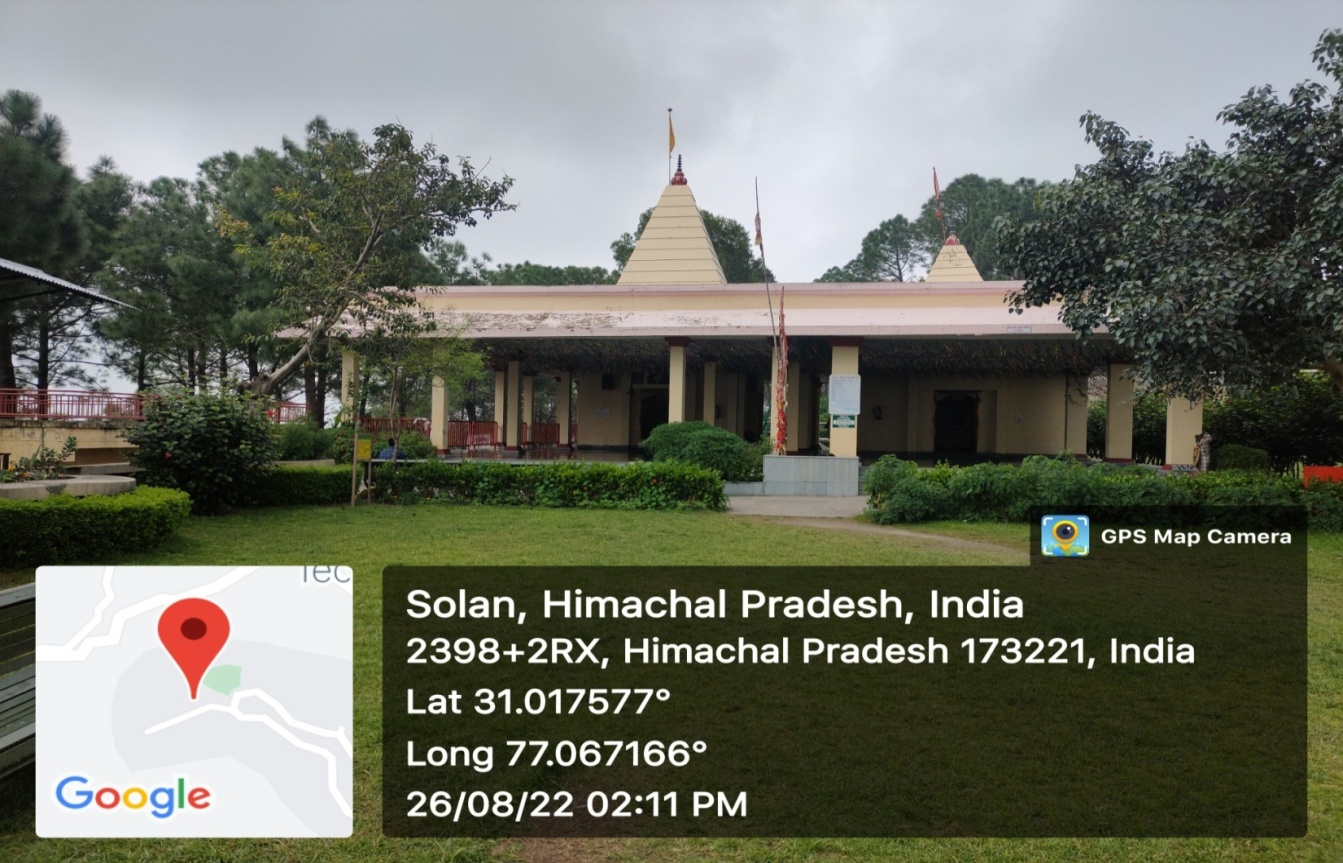 GPS Map Camera
Solan, Himachal Pradesh, India
2398+2RX, Himachal Pradesh 173221, India
Lat 31.017577°
Long 77.067166°
26/08/22 02:11 PM
Google